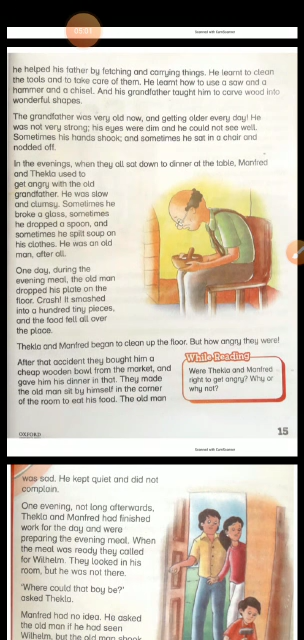 09:01
Scanned with CamScanner
he helped his father by fetching and carrying things. He learnt to clean
the tools and to take care of them. He learnt how to use a saw and a
hammer and a chisel. And his grandfather taught him to carve wood into
wonderful shapes.
The grandfather was very old now, and getting older every day! He
was not very strong; his eyes were dim and he could not see well.
Sometimes his hands shook; and sometimes he sat in a chair and
nodded off.
In the evenings, when they all sat down to dinner at the table, Manfred
and Thekla used to
get angry with the old
grandfather. He was slow
and clumsy. Sometimes he
broke a glass, sometimes
he dropped a spoon, and
sometimes he spilt soup on
his clothes. He was an old
man, after all.
One day, during the
evening meal, the old man
dropped his plate on the
floor. Crash! It smashed
into a hundred tiny pieces,
and the food fell all over
the place.
Thekla and Manfred began to clean up the floor. But how angry they were!
After that accident they bought him a
cheap wooden bowl from the market, and
gave him his dinner in that. They made
the old man sit by himself in the corner
of the room to eat his food. The old man
While Reading
Were Thekla and Manfred
right to get angry? Why or
why not?
OXFORD
15
Scanned with CamScanner
was sad. He kept quiet and did not
complain.
One evening, not long afterwards,
Thekla and Manfred had finished
work for the day and were
preparing the evening meal. When
the meal was ready they called
for Wilhelm. They looked in his
room, but he was not there.
'Where could that boy be?'
asked Thekla.
Manfred had no idea. He asked
the old man if he had seen
Wilhelm, but the old man shook